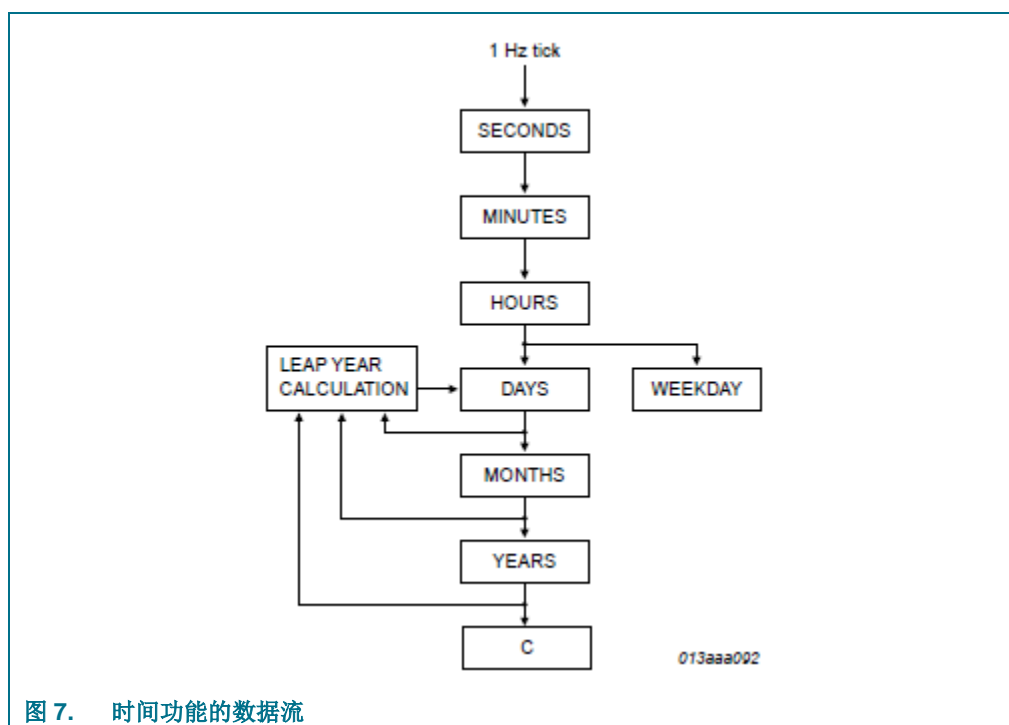 1 Hz tick
SECONDS
MINUTES
HOURS
LEAP YEAR
CALCULATION
DAYS
WEEKDAY
MONTHS
YEARS
C
013aaa092
图 7. 时间功能的数据流